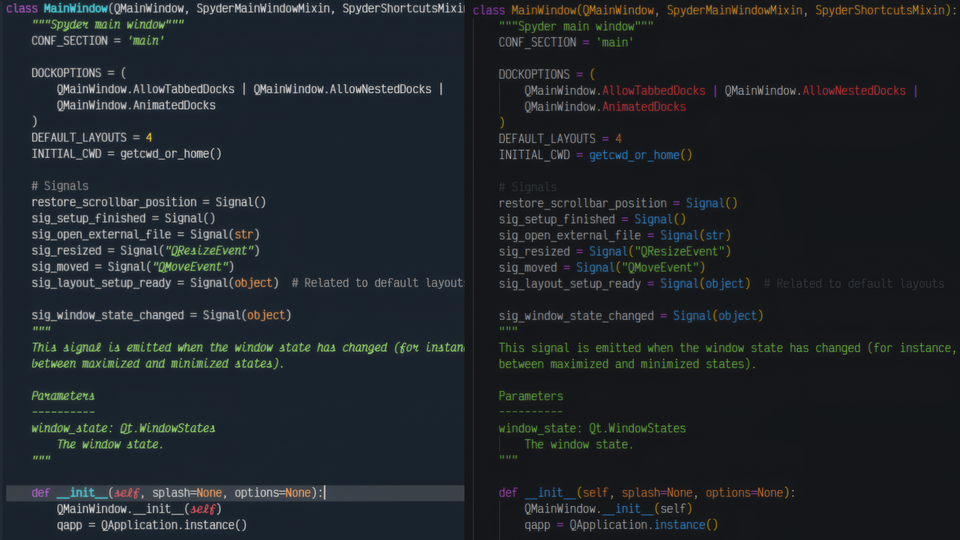 class MainWindow(QMainWindow, SpyderMainWindowMixin, SpyderShortcutsMixi
"""Spyder main window"""
CONF_SECTION = 'main'
DOCKOPTIONS = (
QMainWindow.AllowTabbedDocks | QMainWindow.AllowNestedDocks |
QMainWindow.AnimatedDocks
)
DEFAULT_LAYOUTS = 4
INITIAL_CWD = getcwd_or_home()
# Signals
restore_scrollbar_position = Signal()
sig_setup_finished = Signal()
sig_open_external_file = Signal(str)
sig_resized = Signal("QResizeEvent")
sig_moved = Signal("QMoveEvent")
sig_layout_setup_ready = Signal(object)  # Related to default layout
sig_window_state_changed = Signal(object)
"""
This signal is emitted when the window state has changed (for instan
between maximized and minimized states).
Parameters
----------
window_state: Qt.WindowStates
The window state.
"""
def __init__(self, splash=None, options=None):
QMainWindow.__init__(self)
qapp = QApplication.instance()
class MainWindow(QMainWindow, SpyderMainWindowMixin, SpyderShortcutsMixin):
"""Spyder main window"""
CONF_SECTION = 'main'
DOCKOPTIONS = (
QMainWindow.AllowTabbedDocks | QMainWindow.AllowNestedDocks |
QMainWindow.AnimatedDocks
)
DEFAULT_LAYOUTS = 4
INITIAL_CWD = getcwd_or_home()
# Signals
restore_scrollbar_position = Signal()
sig_setup_finished = Signal()
sig_open_external_file = Signal(str)
sig_resized = Signal("QResizeEvent")
sig_moved = Signal("QMoveEvent")
sig_layout_setup_ready = Signal(object)  # Related to default layouts
sig_window_state_changed = Signal(object)
"""
This signal is emitted when the window state has changed (for instance,
between maximized and minimized states).
Parameters
----------
window_state: Qt.WindowStates
The window state.
"""
def __init__(self, splash=None, options=None):
QMainWindow.__init__(self)
qapp = QApplication.instance()